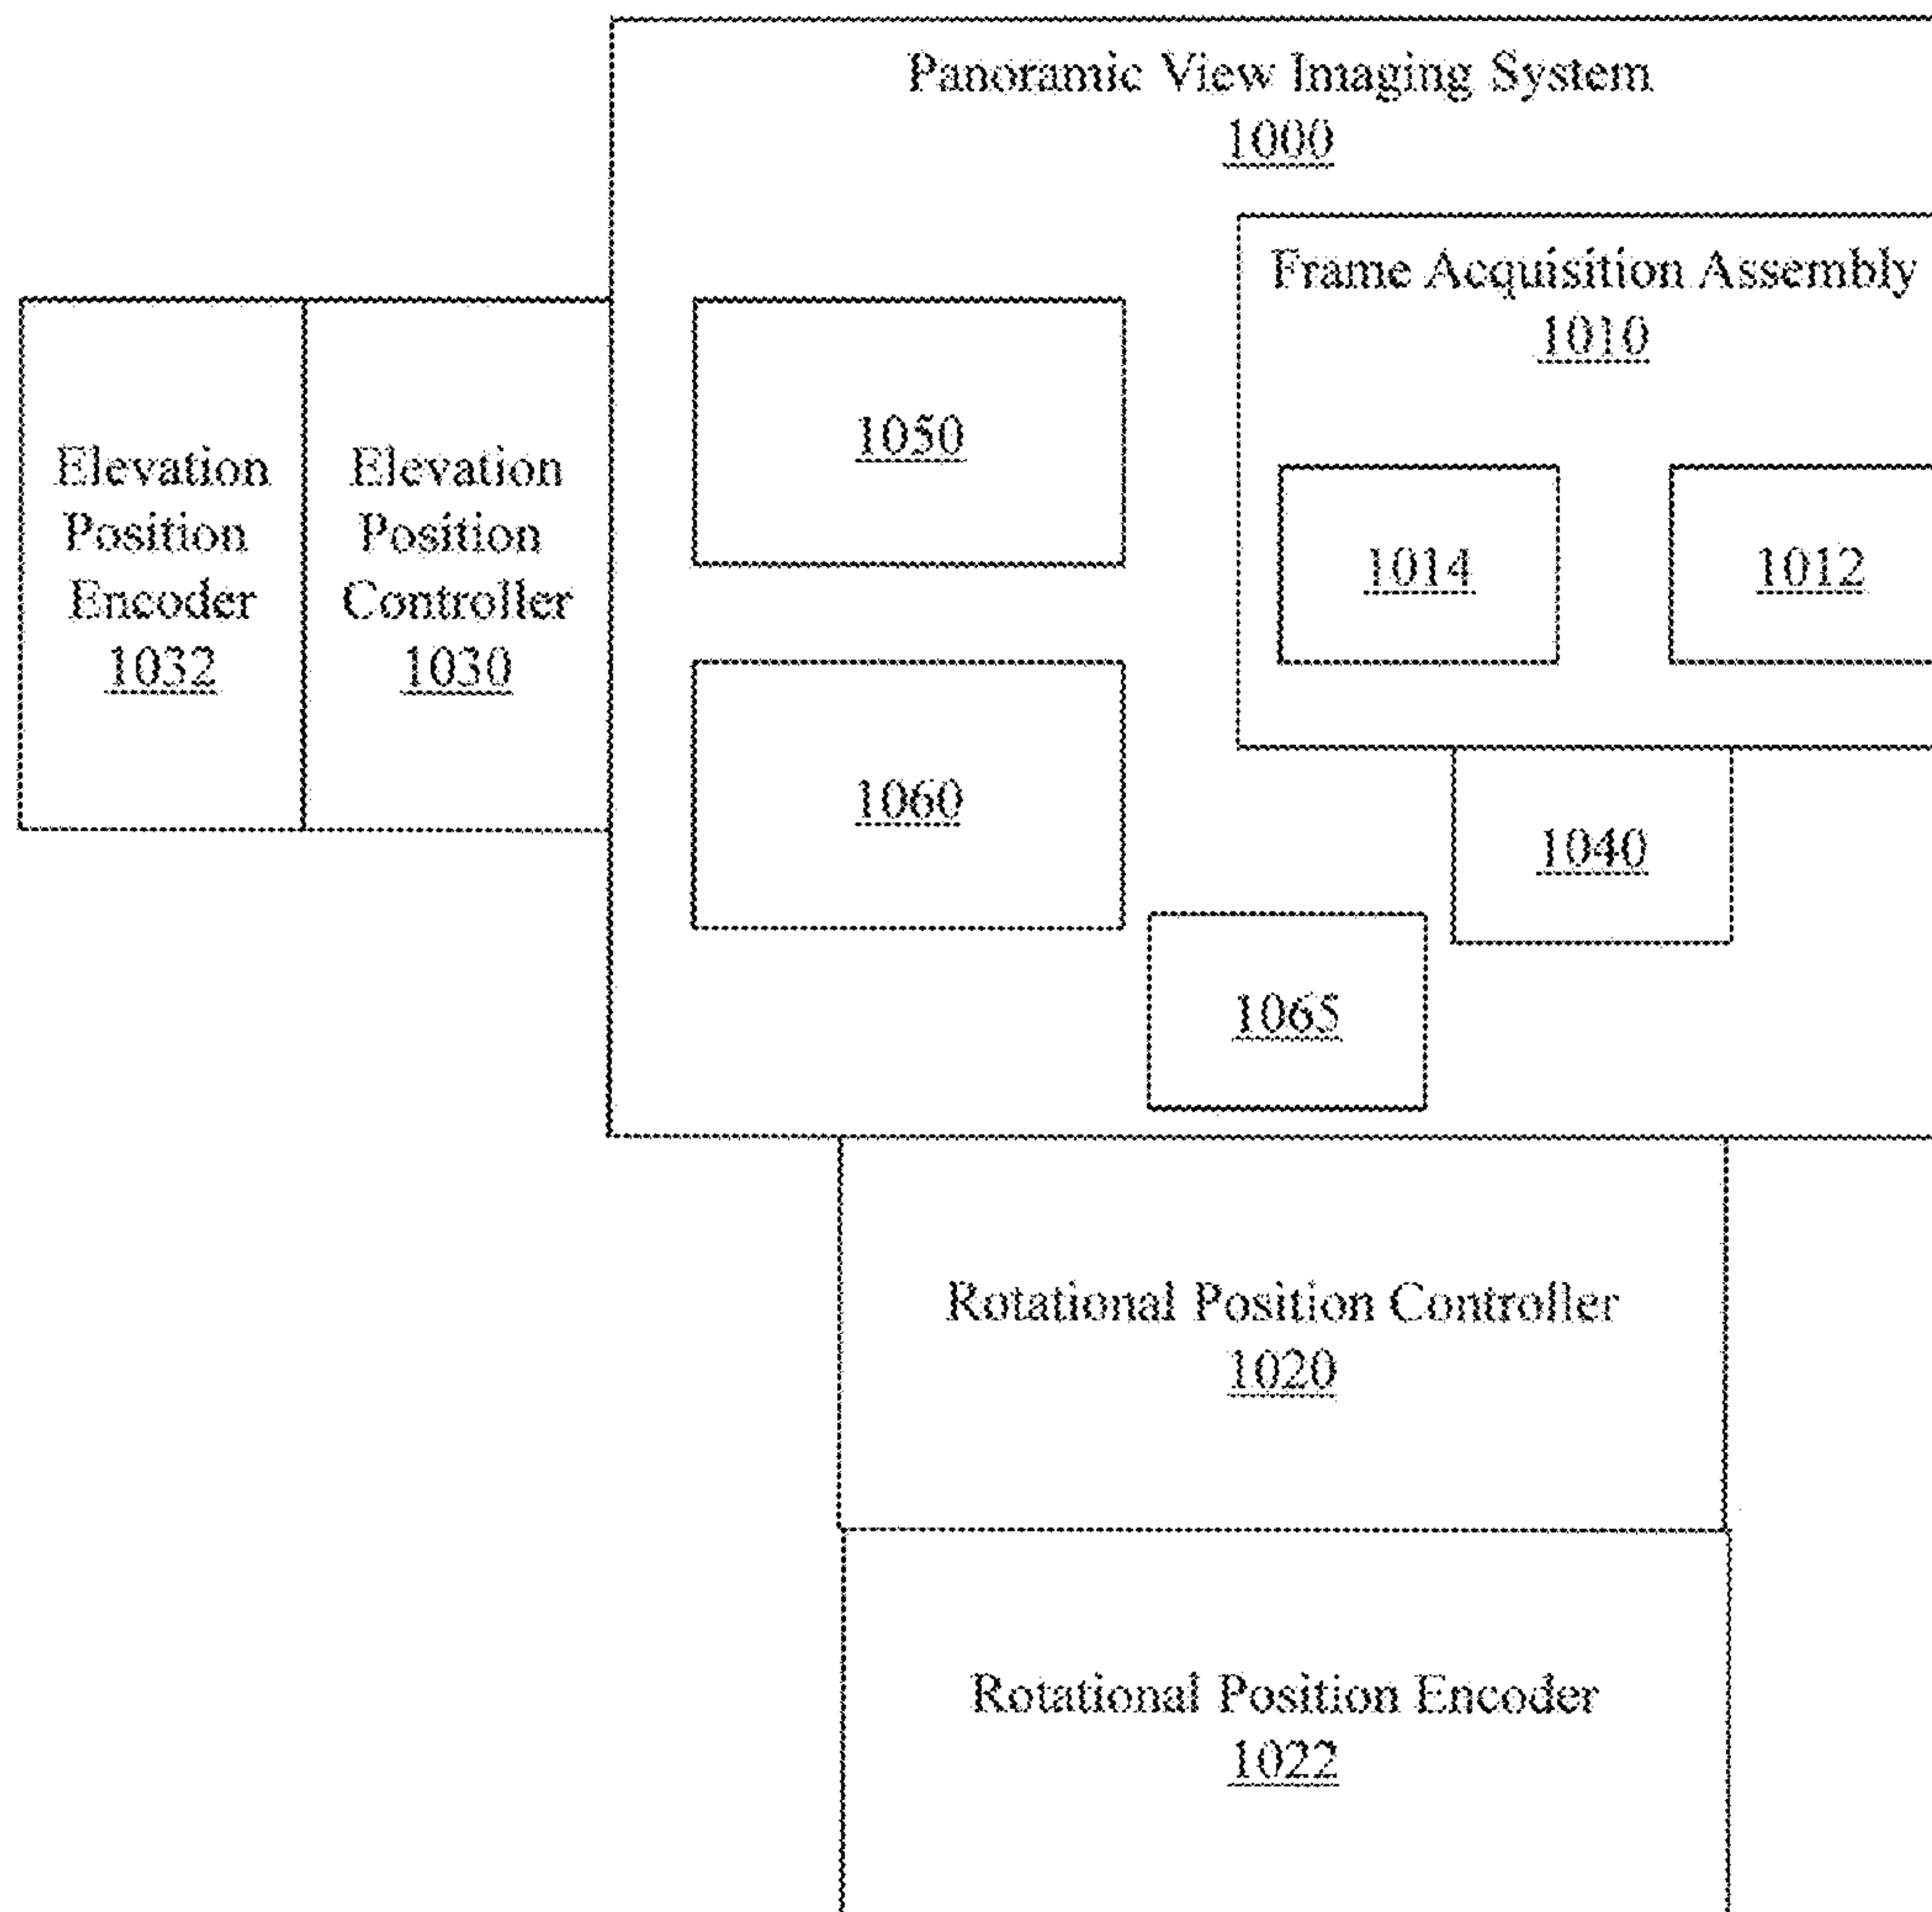 Panoramic View Imaging System
1000
Frame Acquisition Assembly
1010
1050
Elevation
Position
Encoder
1032
Elevation
Position
Controller
1030
1014
1012
1060
1040
1065
Rotational Position Controller
1020
Rotational Position Encoder
1022